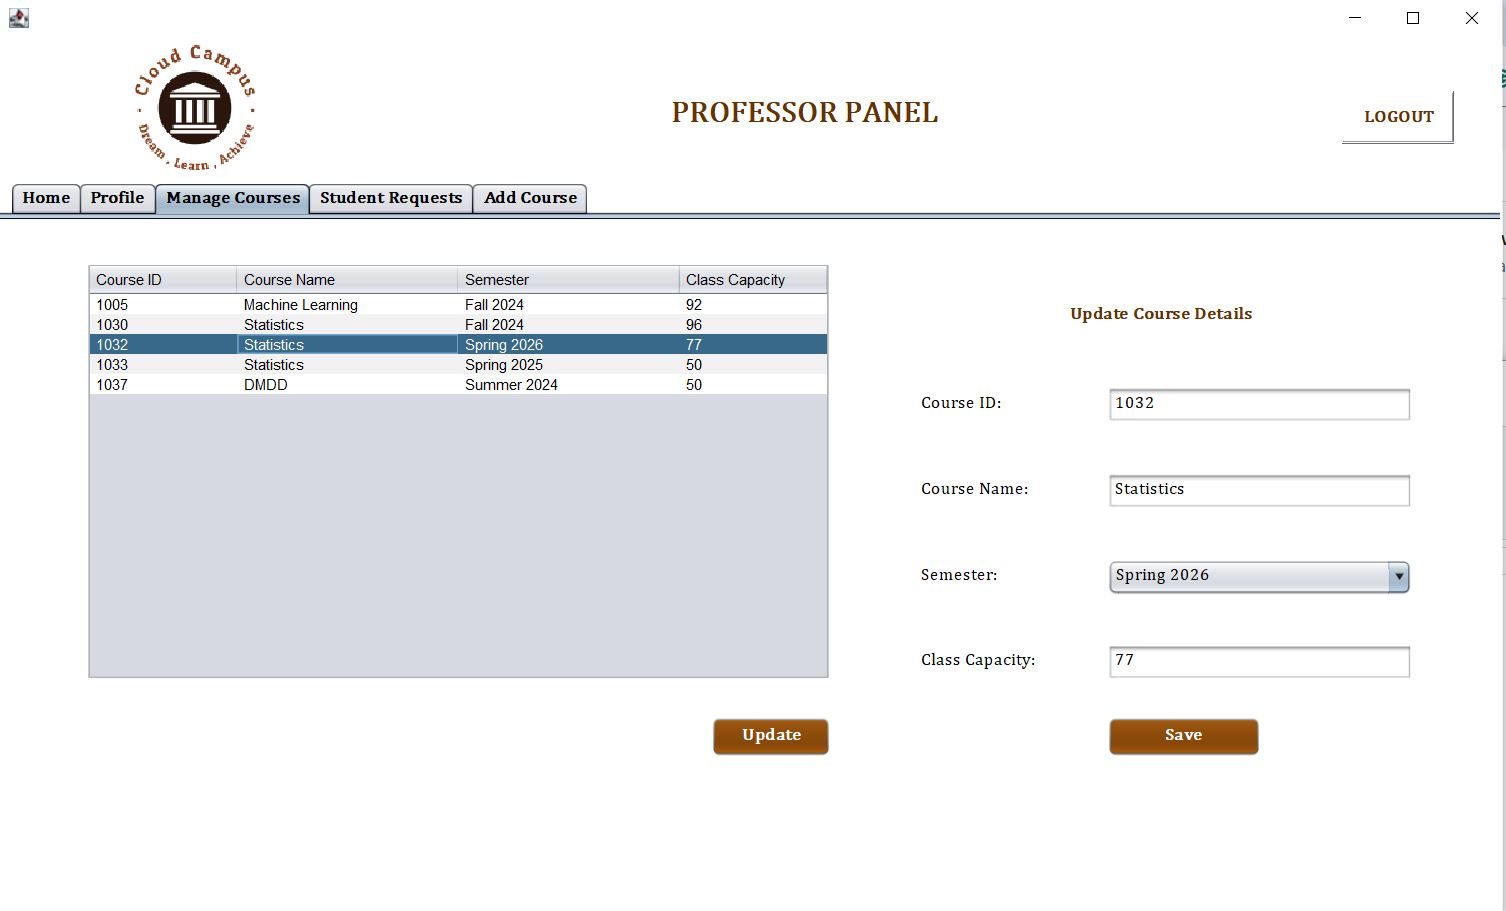 Cloud Campus
Dream , Learn , Achieve
PROFESSOR PANEL
LOGOUT
Home Profile Manage Courses Student Requests Add Course
Course ID Course Name Semester Class Capacity
1005 Machine Learning Fall 2024 92
1030 Statistics Fall 2024 96
1032 Statistics Spring 2026 77
1033 Statistics Spring 2025 50
1037 DMDD Summer 2024 50
Update
Update Course Details
Course ID: 1032
Course Name: Statistics
Semester: Spring 2026
Class Capacity: 77
Save